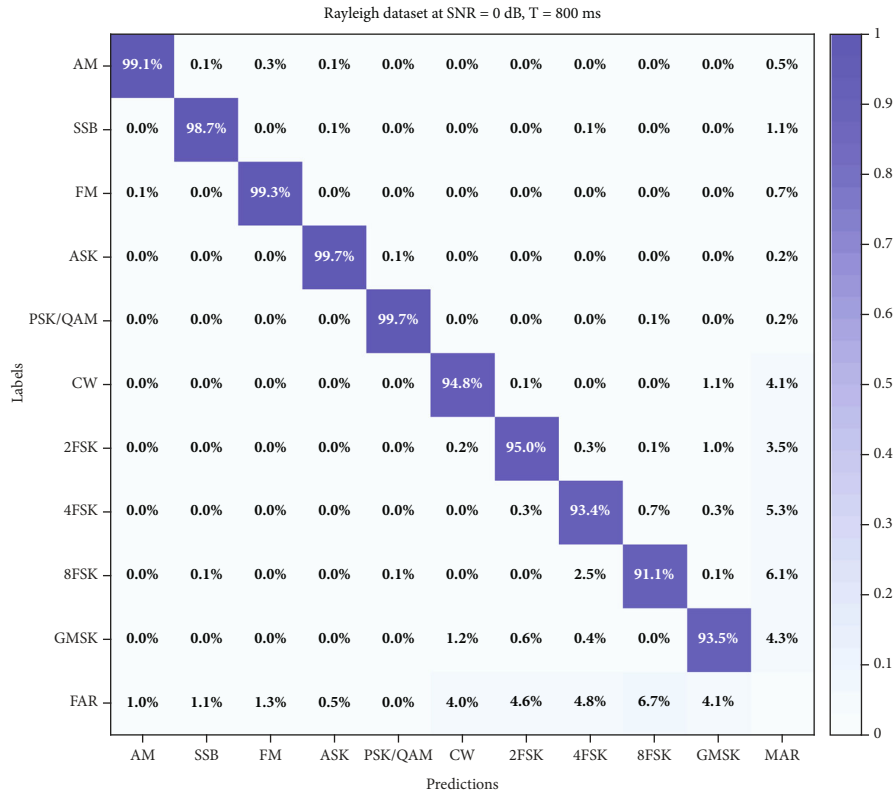 Rayleigh dataset at SNR = 0 dB, T = 800 ms
AM 99.1% 0.1% 0.3% 0.1% 0.0% 0.0% 0.0% 0.0% 0.0% 0.0% 0.5%
SSB 0.0% 98.7% 0.0% 0.1% 0.0% 0.0% 0.0% 0.1% 0.0% 0.0% 1.1%
FM 0.1% 0.0% 99.3% 0.0% 0.0% 0.0% 0.0% 0.0% 0.0% 0.0% 0.7%
ASK 0.0% 0.0% 0.0% 99.7% 0.1% 0.0% 0.0% 0.0% 0.0% 0.0% 0.2%
PSK/QAM 0.0% 0.0% 0.0% 0.0% 99.7% 0.0% 0.0% 0.0% 0.1% 0.0% 0.2%
CW 0.0% 0.0% 0.0% 0.0% 0.0% 94.8% 0.1% 0.0% 0.0% 1.1% 4.1%
2FSK 0.0% 0.0% 0.0% 0.0% 0.0% 0.2% 95.0% 0.3% 0.1% 1.0% 3.5%
4FSK 0.0% 0.0% 0.0% 0.0% 0.0% 0.0% 0.3% 93.4% 0.7% 0.3% 5.3%
8FSK 0.0% 0.1% 0.0% 0.0% 0.1% 0.0% 0.0% 2.5% 91.1% 0.1% 6.1%
GMSK 0.0% 0.0% 0.0% 0.0% 0.0% 1.2% 0.6% 0.4% 0.0% 93.5% 4.3%
FAR 1.0% 1.1% 1.3% 0.5% 0.0% 4.0% 4.6% 4.8% 6.7% 4.1%
AM SSB FM ASK PSK/QAM CW 2FSK 4FSK 8FSK GMSK MAR
Predictions
Labels
1
0.9
0.8
0.7
0.6
0.5
0.4
0.3
0.2
0.1
0